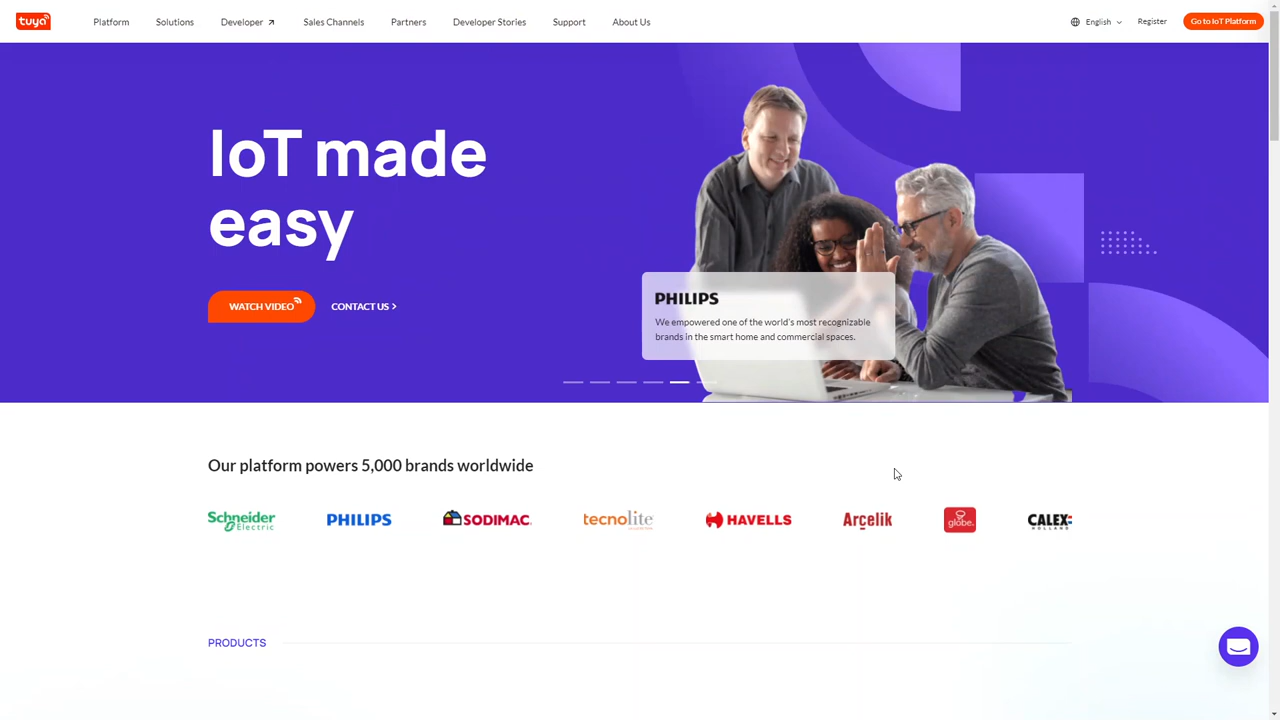 tuya
Platform
Solutions
Developer
Sales Channels
Partners
Developer Stories
Support
About Us
English
Register
Go to IoT Platform
IoT made
easy
WATCH VIDEO
CONTACT US >
PHILIPS
We empowered one of the world's most recognizable
brands in the smart home and commercial spaces.
Our platform powers 5,000 brands worldwide
Schneider
Electric
PHILIPS
SODIMAC
tecnolite
HAVELLS
Arçelik
globe.
CALEX
HOLLAND
PRODUCTS